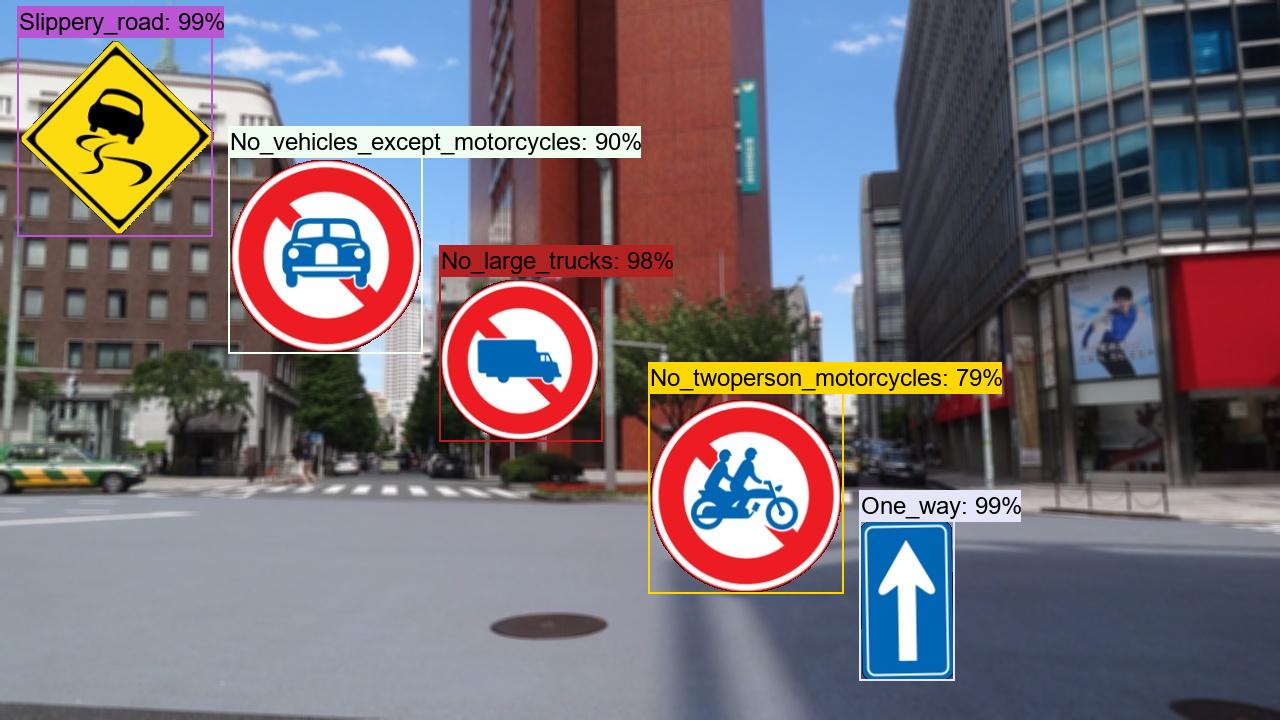 Slippery_road: 99%
No_vehicles_except_motorcycles: 90%
No_large_trucks: 98%
No_twoperson_motorcycles: 79%
One_way: 99%